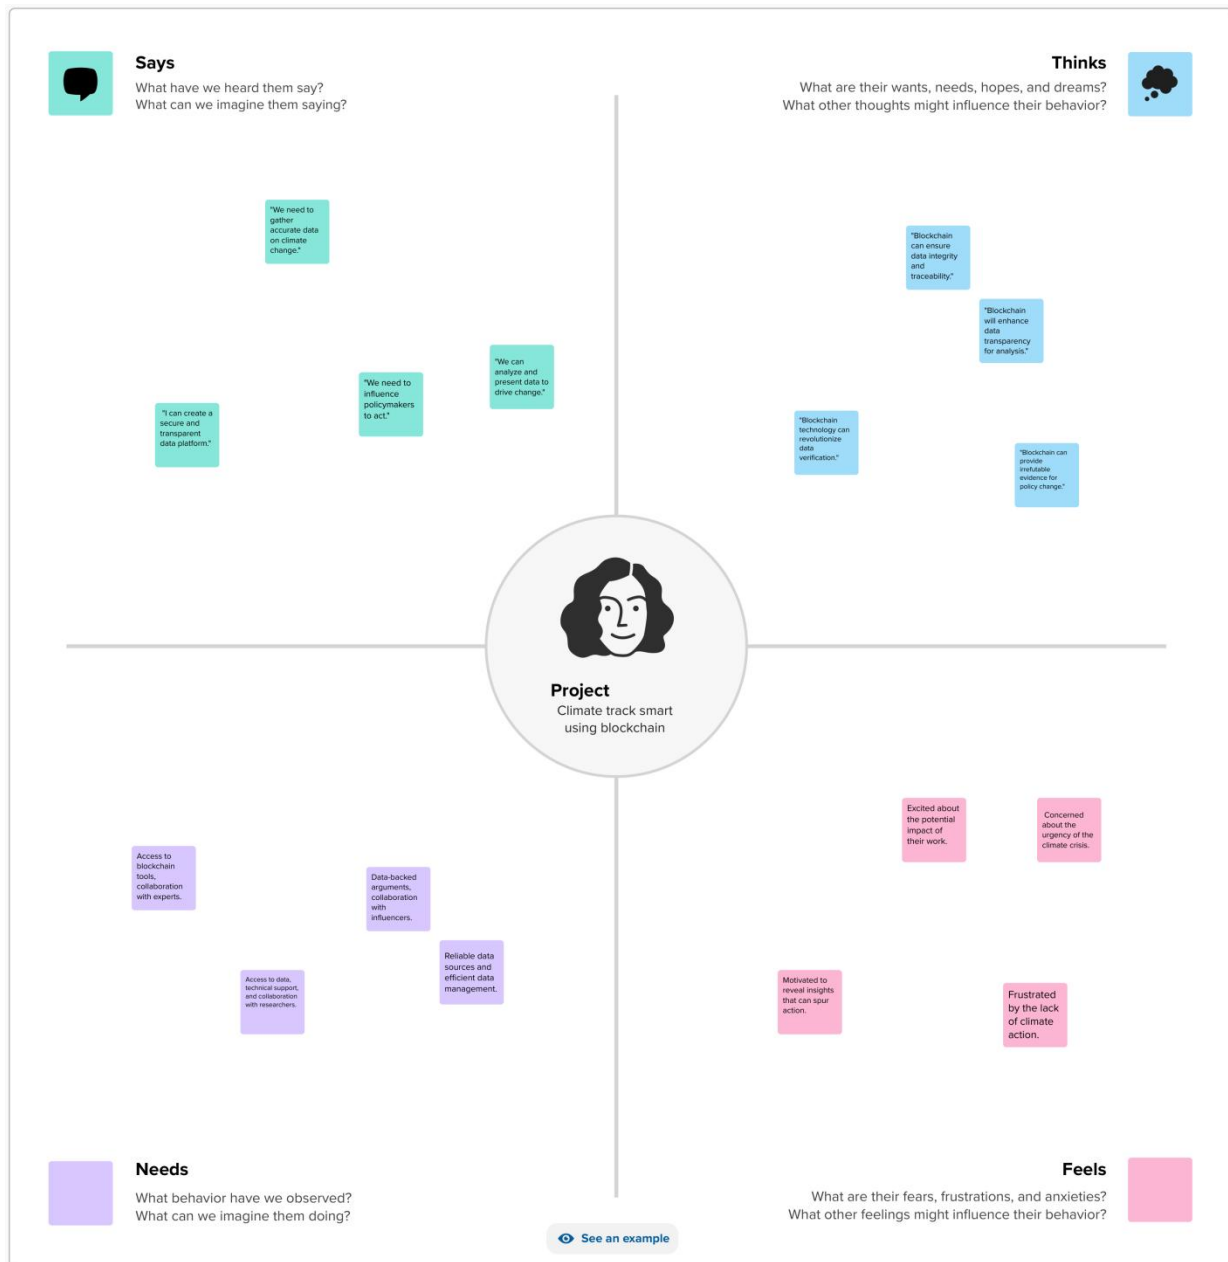 Says
What have we heard them say?
What can we imagine them saying?
Thinks
What are their wants, needs, hopes, and dreams?
What other thoughts might influence their behavior?
"We need to
gather
accurate data
on climate
change."
"We can
analyze and
present data to
drive change."
"We need to
influence
policymakers
to act."
"I can create a
secure and
transparent
data platform."
"Blockchain
can ensure
data integrity
and
traceability."
"Blockchain
will enhance
data
transparency
for analysis."
"Blockchain
technology can
revolutionize
data
verification."
"Blockchain can
provide
irrefutable
evidence for
policy change."
Project
Climate track smart
using blockchain
Access to
blockchain
tools,
collaboration
with experts.
Data-backed
arguments,
collaboration
with
influencers.
Reliable data
sources and
efficient data
management.
Access to data,
technical support,
and collaboration
with researchers.
Excited about
the potential
impact of
their work.
Concerned
about the
urgency of the
climate crisis.
Motivated to
reveal insights
that can spur
action.
Frustrated
by the lack
of climate
action.
Needs
What behavior have we observed?
What can we imagine them doing?
Feels
What are their fears, frustrations, and anxieties?
What other feelings might influence their behavior?
See an example